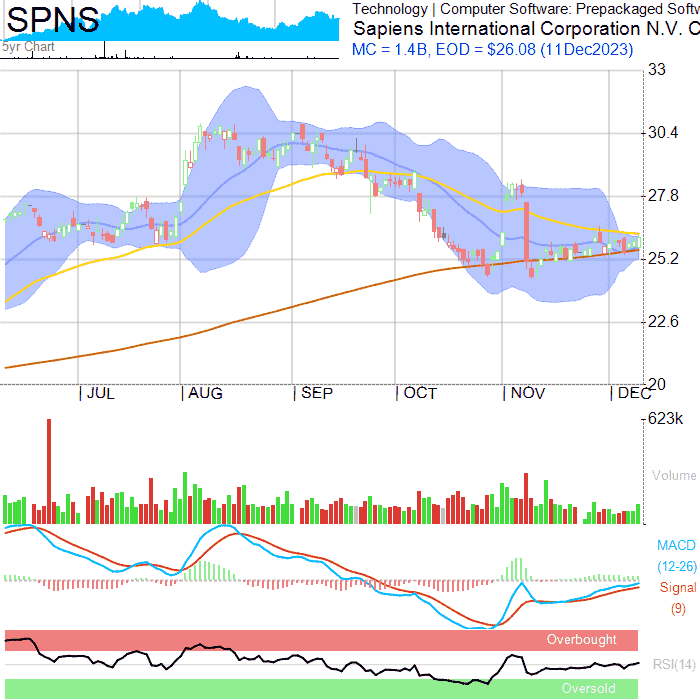 SPNS
Technology | Computer Software: Prepackaged Softw
Sapiens International Corporation N.V. C
MC = 1.4B, EOD = $26.08 (11Dec2023)
5yr Chart
33
30.4
27.8
25.2
22.6
20
JUL
AUG
SEP
OCT
NOV
DEC
623k
Volume
MACD
(12-26)
Signal
(9)
Overbought
RSI(14)
Oversold